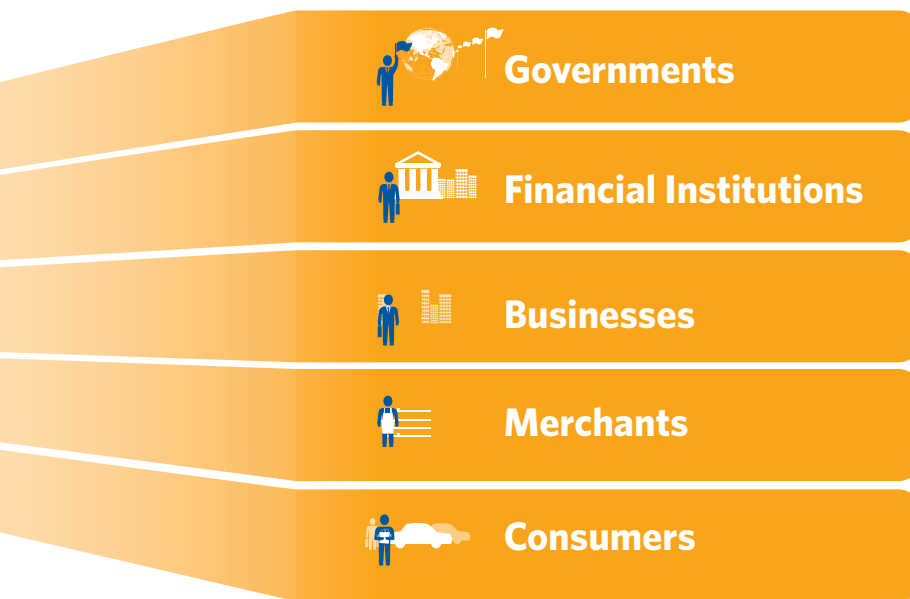 Governments
Financial Institutions
Businesses
Merchants
Consumers